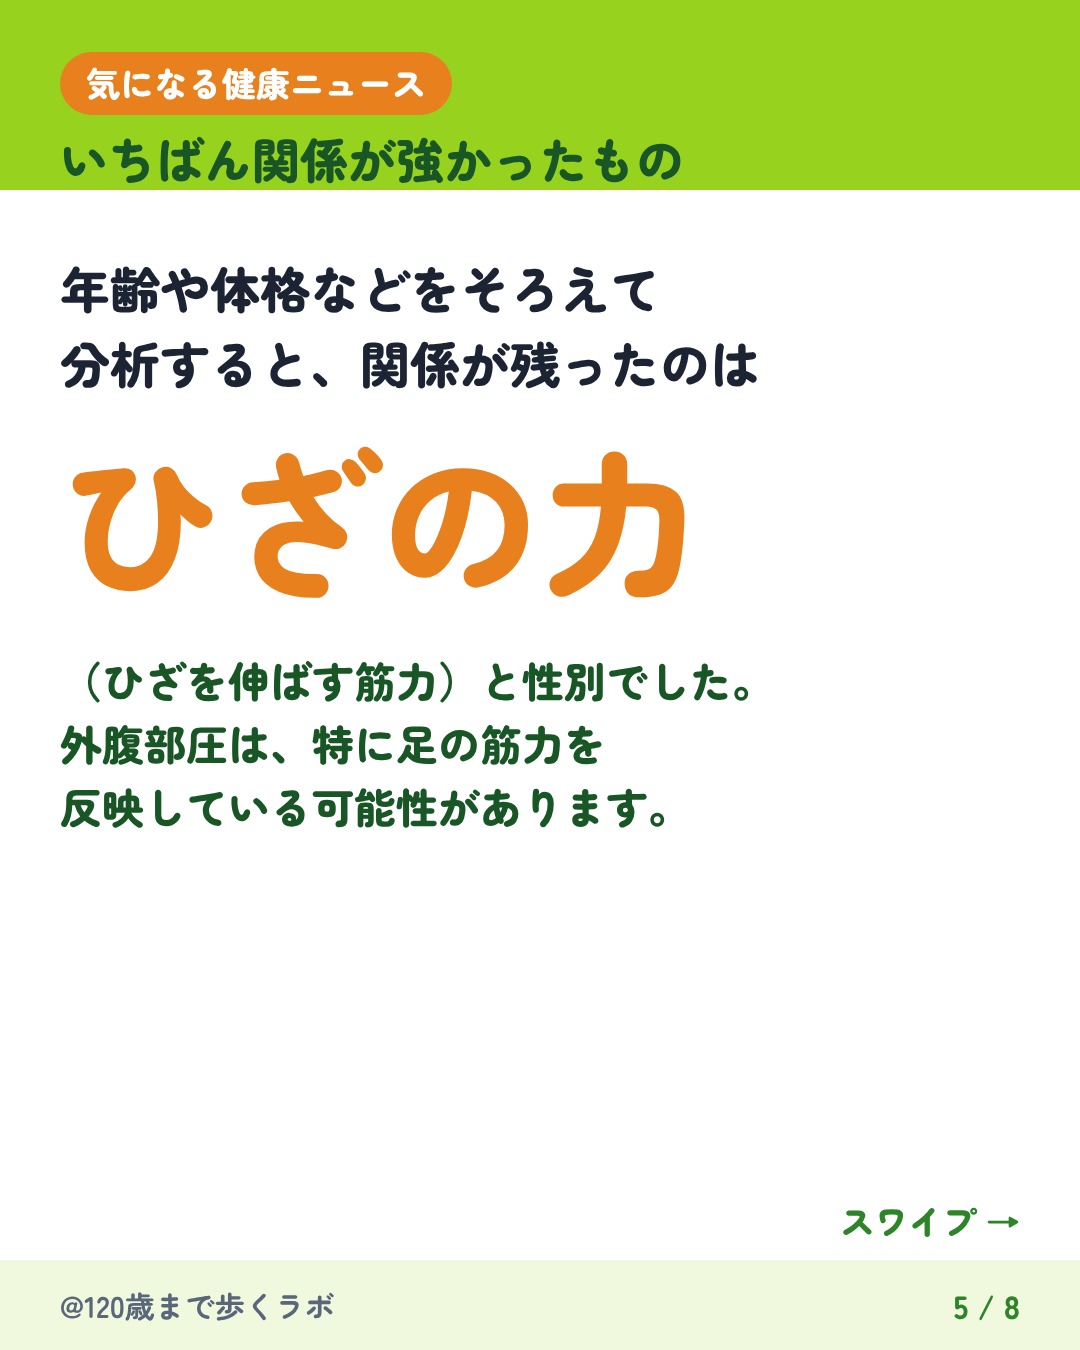 気になる健康ニュース
いちばん関係が強かったもの
年齢や体格などをそろえて
分析すると、関係が残ったのは
ひざの力
（ひざを伸ばす筋力）と性別でした。
外腹部圧は、特に足の筋力を
反映している可能性があります。
スワイプ →
@120歳まで歩くラボ
5 / 8